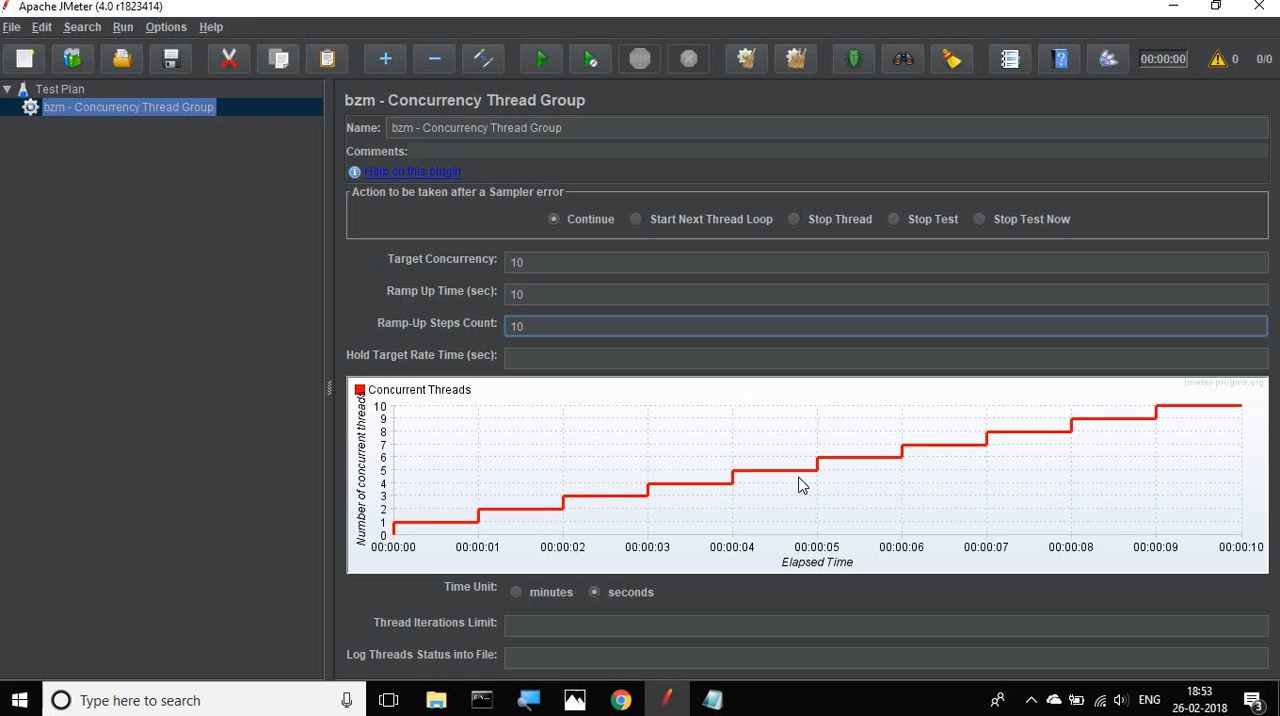 Apache JMeter (4.0 r1823414)
File Edit Search Run Options Help
00:00:00 0 0/0
Test Plan
bzm - Concurrency Thread Group
bzm - Concurrency Thread Group
Name: bzm - Concurrency Thread Group
Comments:
Help on this plugin
Action to be taken after a Sampler error
Continue Start Next Thread Loop Stop Thread Stop Test Stop Test Now
Target Concurrency: 10
Ramp Up Time (sec): 10
Ramp-Up Steps Count: 10
Hold Target Rate Time (sec):
jmeter-plugins.org
Concurrent Threads
Number of concurrent threads
10
9
8
7
6
5
4
3
2
1
0
00:00:00 00:00:01 00:00:02 00:00:03 00:00:04 00:00:05 00:00:06 00:00:07 00:00:08 00:00:09 00:00:10
Elapsed Time
Time Unit: minutes seconds
Thread Iterations Limit:
Log Threads Status into File:
Type here to search
ENG
18:53
26-02-2018
3